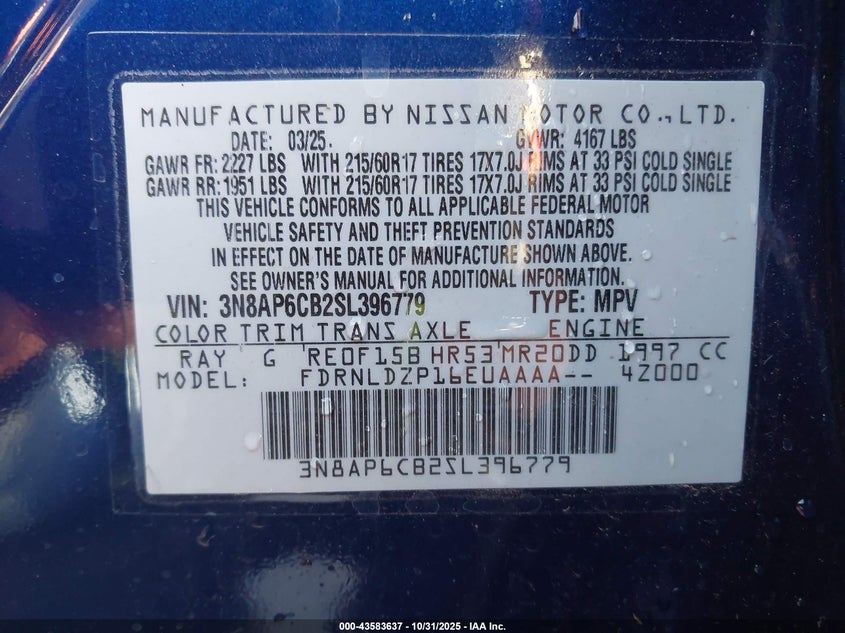 MANUFACTURED BY NISSAN MOTOR CO.,LTD.
DATE: 03/25. GVWR: 4167 LBS
GAWR FR: 2227 LBS WITH 215/60R17 TIRES 17X7.0J RIMS AT 33 PSI COLD SINGLE
GAWR RR: 1951 LBS WITH 215/60R17 TIRES 17X7.0J RIMS AT 33 PSI COLD SINGLE
THIS VEHICLE CONFORMS TO ALL APPLICABLE FEDERAL MOTOR
VEHICLE SAFETY AND THEFT PREVENTION STANDARDS
IN EFFECT ON THE DATE OF MANUFACTURE SHOWN ABOVE.
SEE OWNER'S MANUAL FOR ADDITIONAL INFORMATION.
VIN: 3N8AP6CB2SL396779 TYPE: MPV
COLOR TRIM TRANS AXLE ENGINE
RAY G RE0F15B HR53 MR20DD 1997 CC
MODEL: FDRNLDZP16EUAAAA-- 4Z000
3N8AP6CB2SL396779
000-43583637 - 10/31/2025 - IAA Inc.